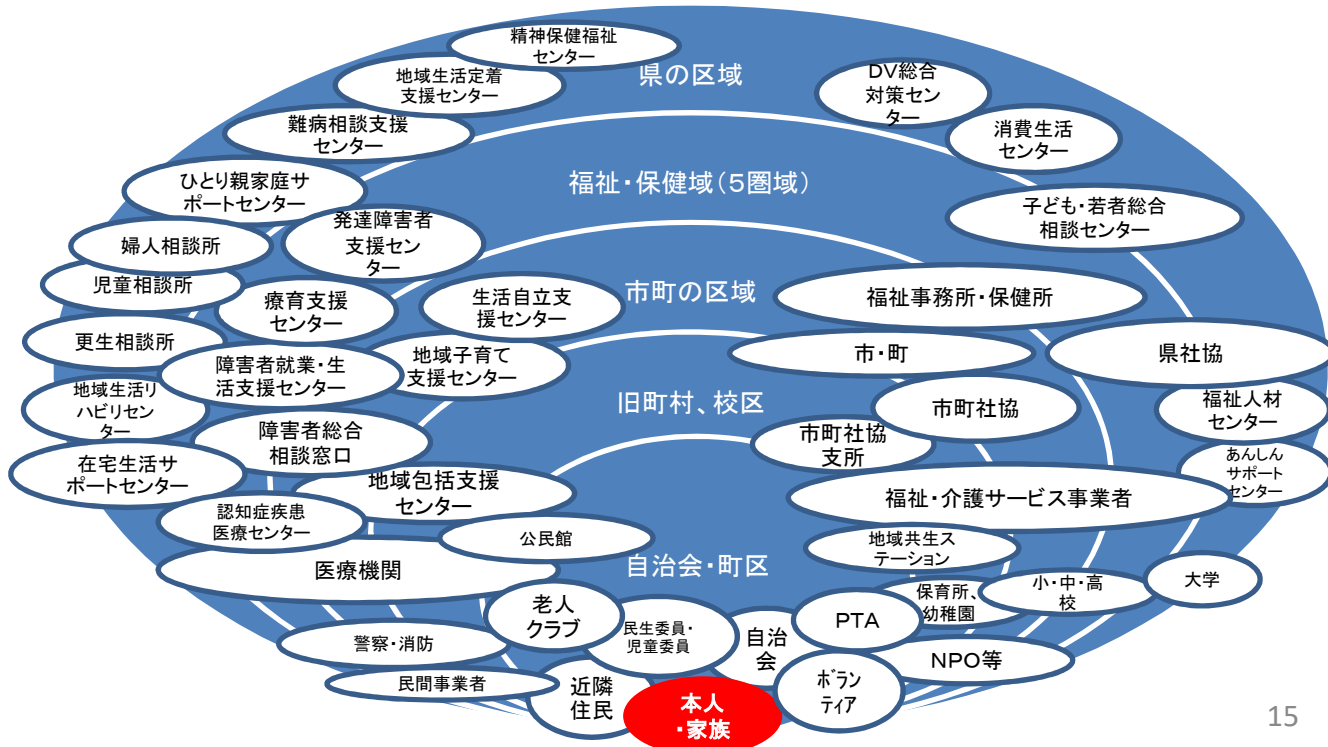 精神保健福祉
センター
県の区域
地域生活定着
支援センター
DV総合
対策セン
ター
難病相談支援
センター
消費生活
センター
福祉・保健域(5圏域)
ひとり親家庭サ
ポートセンター
発達障害者
支援セン
ター
子ども・若者総合
相談センター
婦人相談所
児童相談所
療育支援
センター
生活自立支
援センター
市町の区域
福祉事務所・保健所
更生相談所
障害者就業・生
活支援センター
地域子育て
支援センター
市・町
県社協
地域生活リ
ハビリセン
ター
旧町村、校区
市町社協
福祉人材
センター
障害者総合
相談窓口
市町社協
支所
在宅生活サ
ポートセンター
あんしん
サポート
センター
地域包括支援
センター
福祉・介護サービス事業者
認知症疾患
医療センター
公民館
地域共生ス
テーション
医療機関
自治会・町区
老人
クラブ
民生委員・
児童委員
自治
会
PTA
保育所、
幼稚園
小・中・高
校
大学
警察・消防
民間事業者
近隣
住民
本人
・家族
ボラン
ティア
NPO等
15